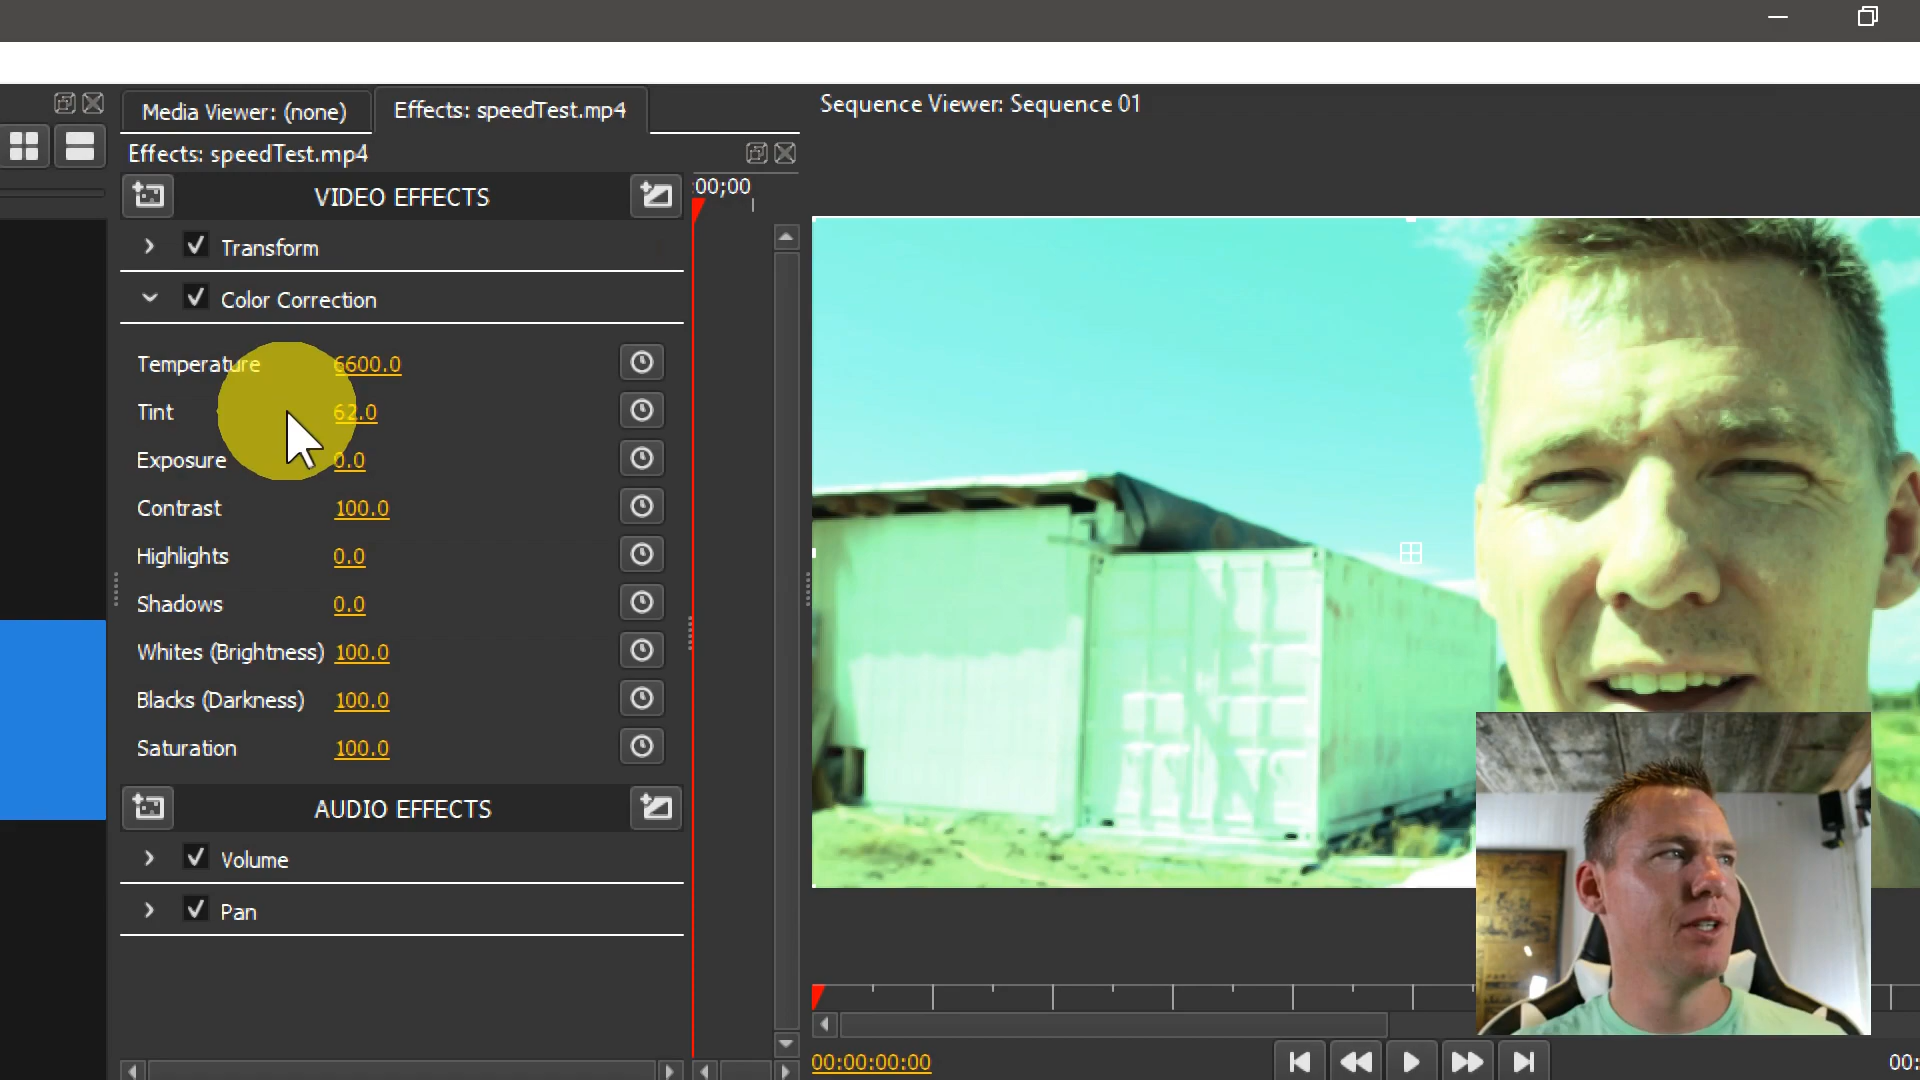 Media Viewer: (none)
Effects: speedTest.mp4
Sequence Viewer: Sequence 01
Effects: speedTest.mp4
VIDEO EFFECTS
:00;00
Transform
Color Correction
Temperature 6600.0
Tint 62.0
Exposure 0.0
Contrast 100.0
Highlights 0.0
Shadows 0.0
Whites (Brightness) 100.0
Blacks (Darkness) 100.0
Saturation 100.0
AUDIO EFFECTS
Volume
Pan
00:00:00:00
00: